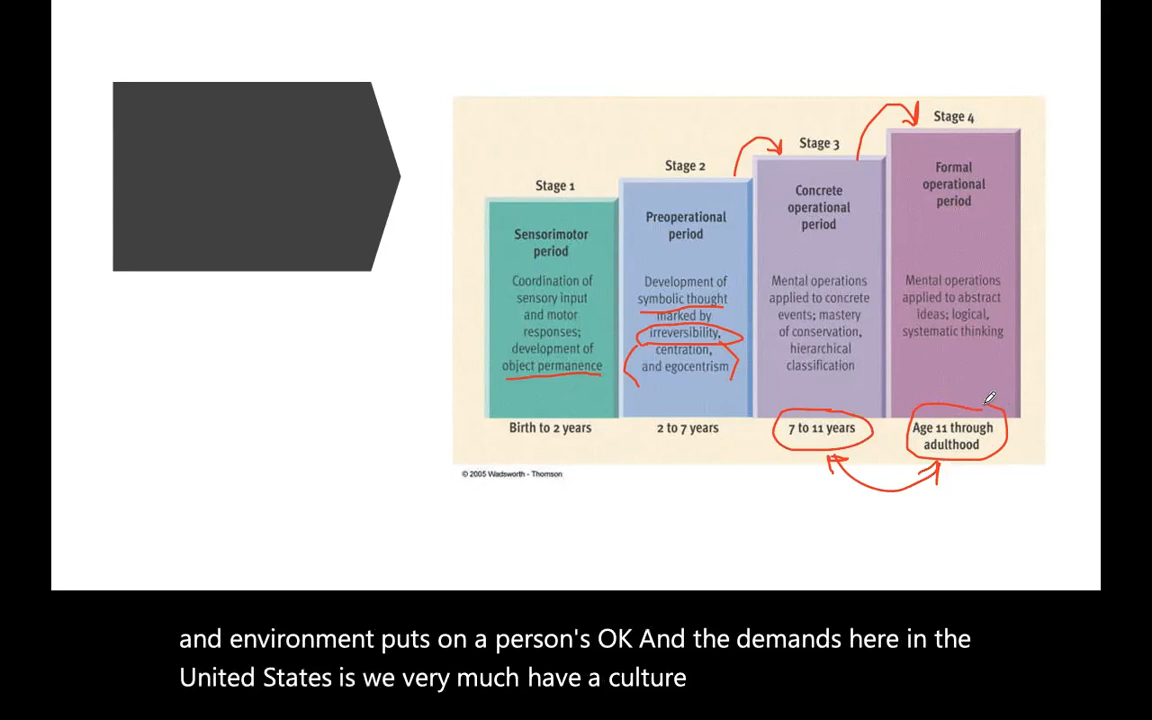 Stage 1
Sensorimotor
period
Coordination of
sensory input
and motor
responses;
development of
object permanence
Birth to 2 years
Stage 2
Preoperational
period
Development of
symbolic thought
marked by
irreversibility,
centration,
and egocentrism
2 to 7 years
Stage 3
Concrete
operational
period
Mental operations
applied to concrete
events; mastery
of conservation,
hierarchical
classification
7 to 11 years
Stage 4
Formal
operational
period
Mental operations
applied to abstract
ideas; logical,
systematic thinking
Age 11 through
adulthood
© 2005 Wadsworth - Thomson
and environment puts on a person's OK And the demands here in the
United States is we very much have a culture